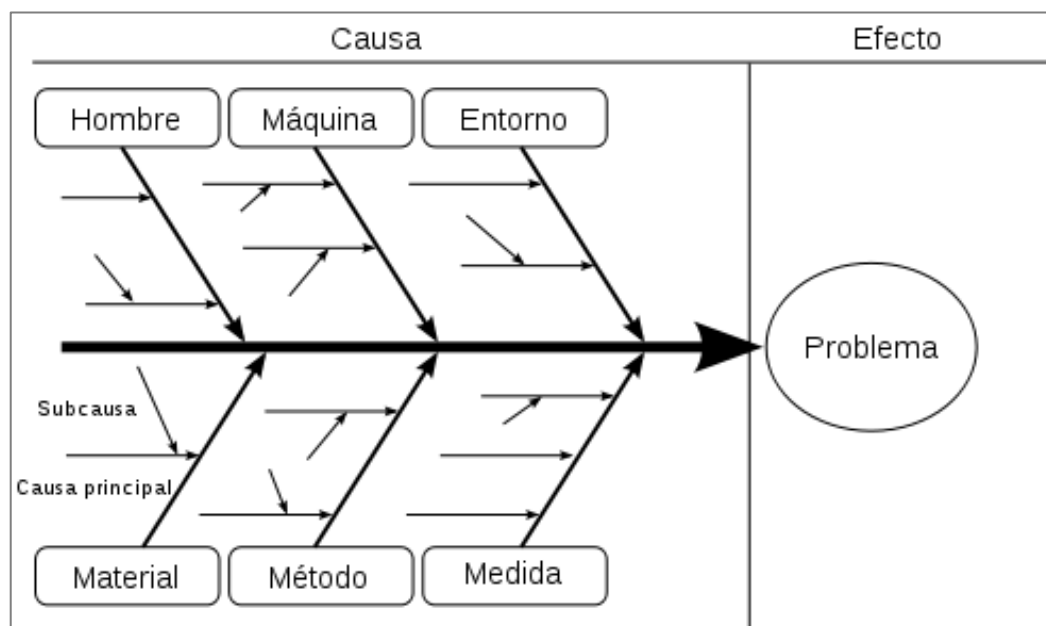 Causa
Efecto
Hombre
Máquina
Entorno
Problema
Subcausa
Causa principal
Material
Método
Medida